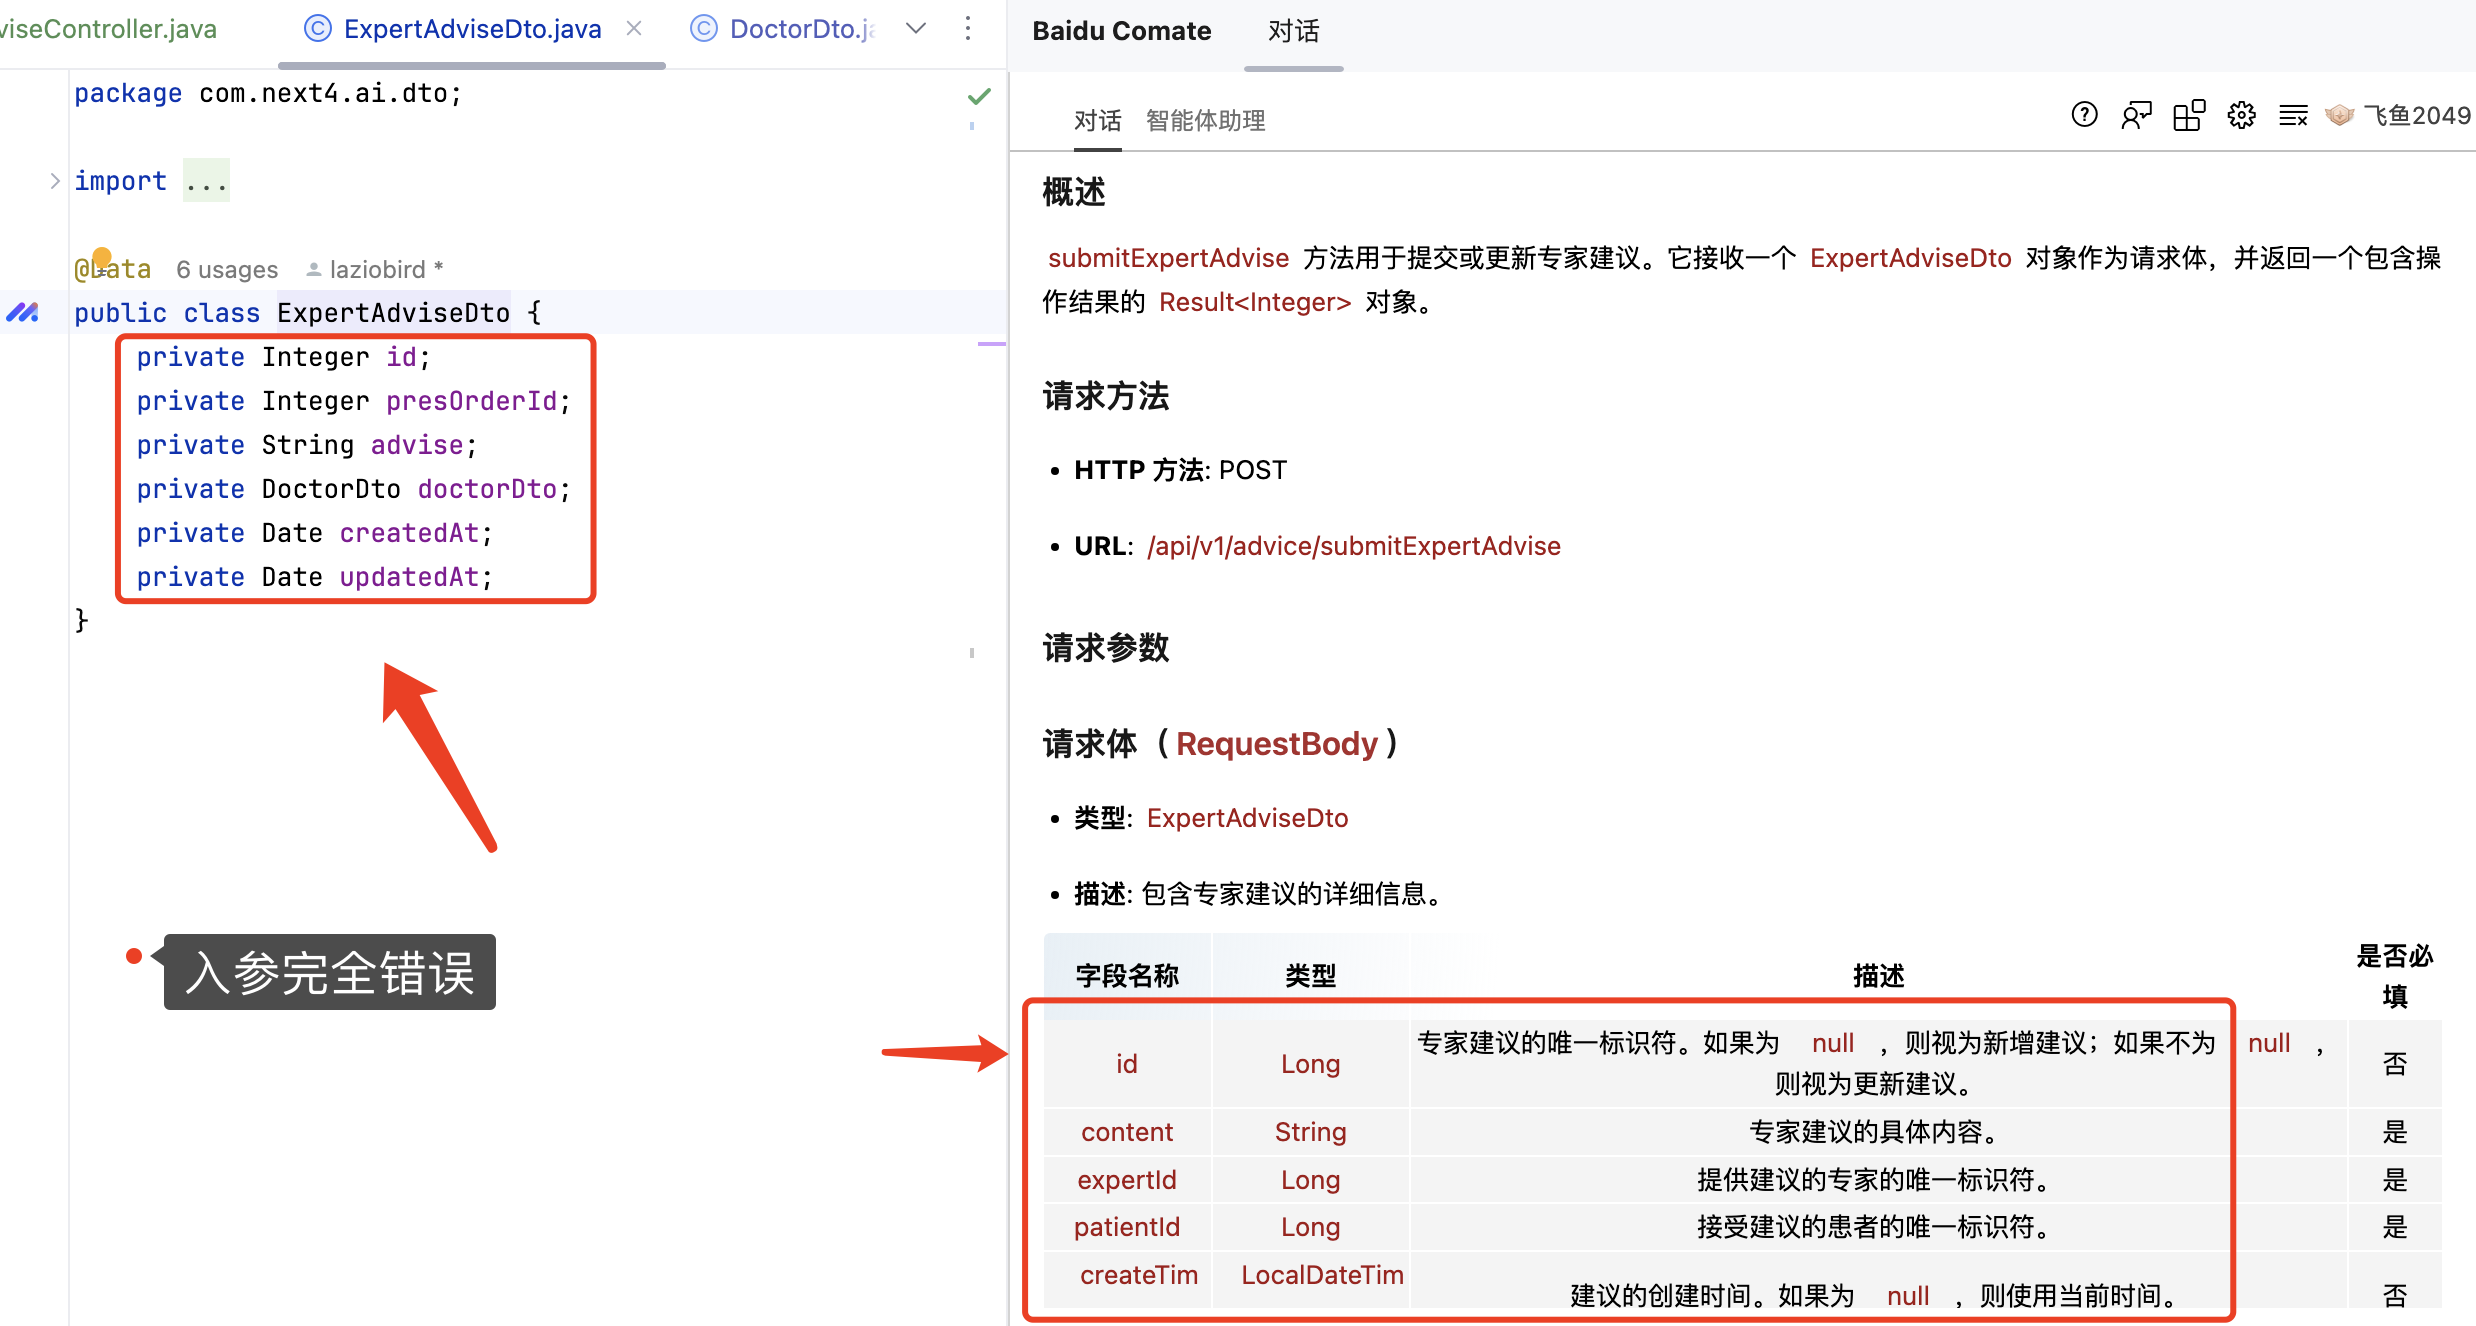 viseController.java
ExpertAdviseDto.java
DoctorDto.j
package com.next4.ai.dto;
import ...
@Data 6 usages laziobird *
public class ExpertAdviseDto {
private Integer id;
private Integer presOrderId;
private String advise;
private DoctorDto doctorDto;
private Date createdAt;
private Date updatedAt;
}
入参完全错误
Baidu Comate 对话
对话 智能体助理 飞鱼2049
概述
submitExpertAdvise 方法用于提交或更新专家建议。它接收一个 ExpertAdviseDto 对象作为请求体，并返回一个包含操
作结果的 Result<Integer> 对象。
请求方法
• HTTP 方法: POST
• URL: /api/v1/advice/submitExpertAdvise
请求参数
请求体（RequestBody）
• 类型: ExpertAdviseDto
• 描述: 包含专家建议的详细信息。
字段名称 类型 描述 是否必
填
id Long 专家建议的唯一标识符。如果为 null ，则视为新增建议；如果不为 null ，
则视为更新建议。 否
content String 专家建议的具体内容。 是
expertId Long 提供建议的专家的唯一标识符。 是
patientId Long 接受建议的患者的唯一标识符。 是
createTim LocalDateTim 建议的创建时间。如果为 null ，则使用当前时间。 否